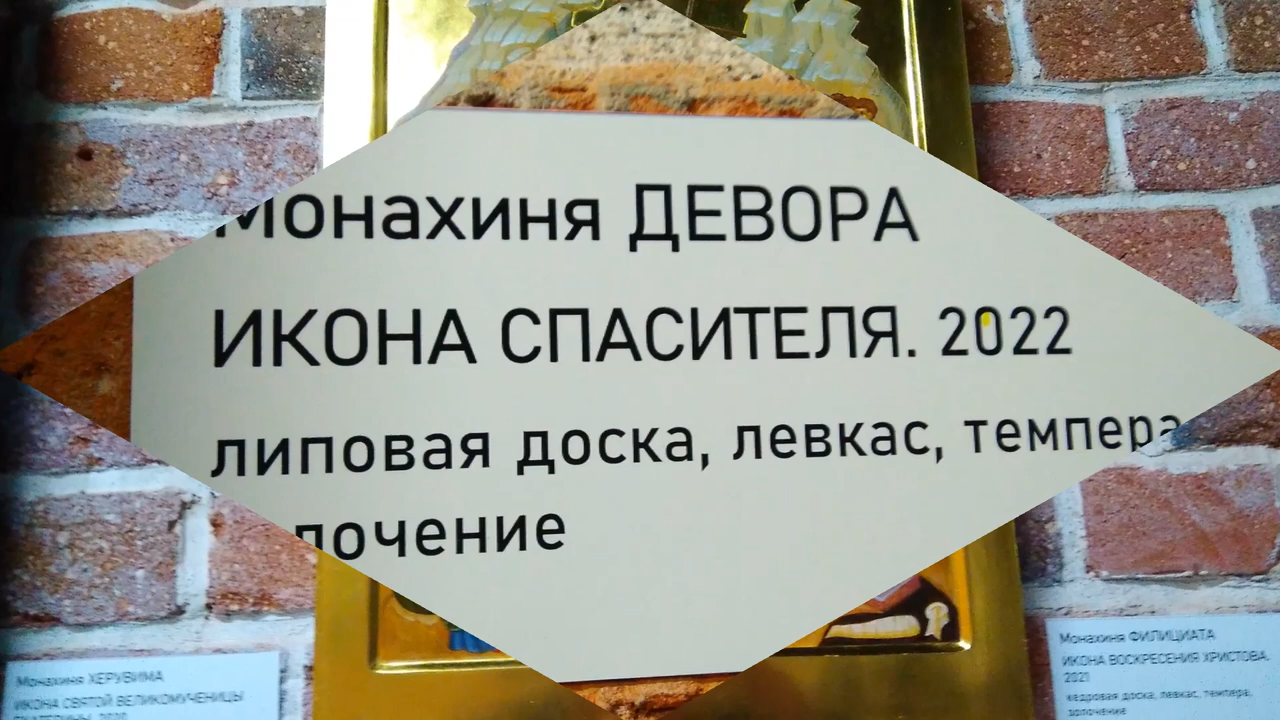 Монахиня ДЕВОРА
ИКОНА СПАСИТЕЛЯ. 2022
липовая доска, левкас, темпера
Монахиня ХЕРУВИМА
ИКОНА СВЯТОЙ ВЕЛИКОМУЧЕНИЦЫ
Монахиня ФИЛИЦИАТА
ИКОНА ВОСКРЕСЕНИЯ ХРИСТОВА.
2021
кедровая доска, левкас, темпера,
золочение